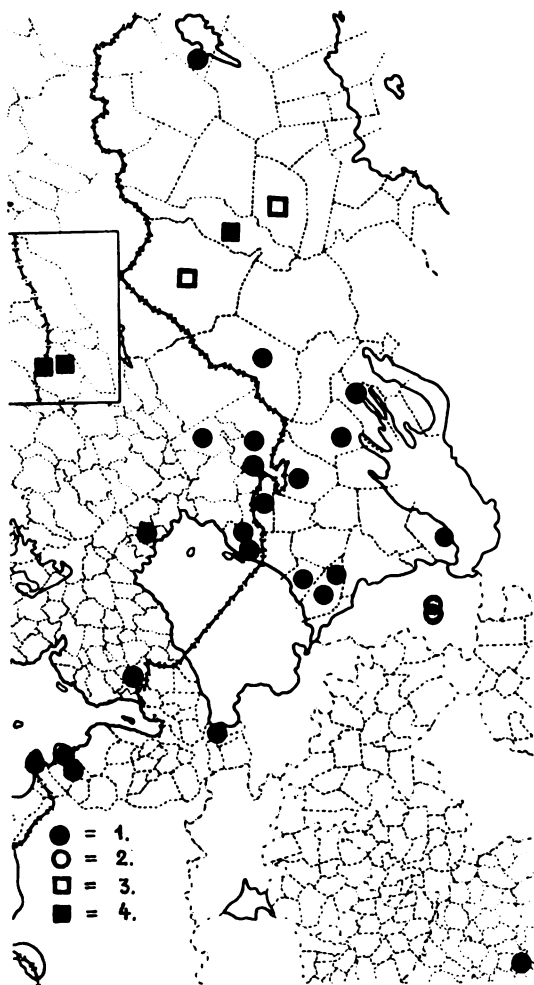 ● = 1.
○ = 2.
□ = 3.
■ = 4.